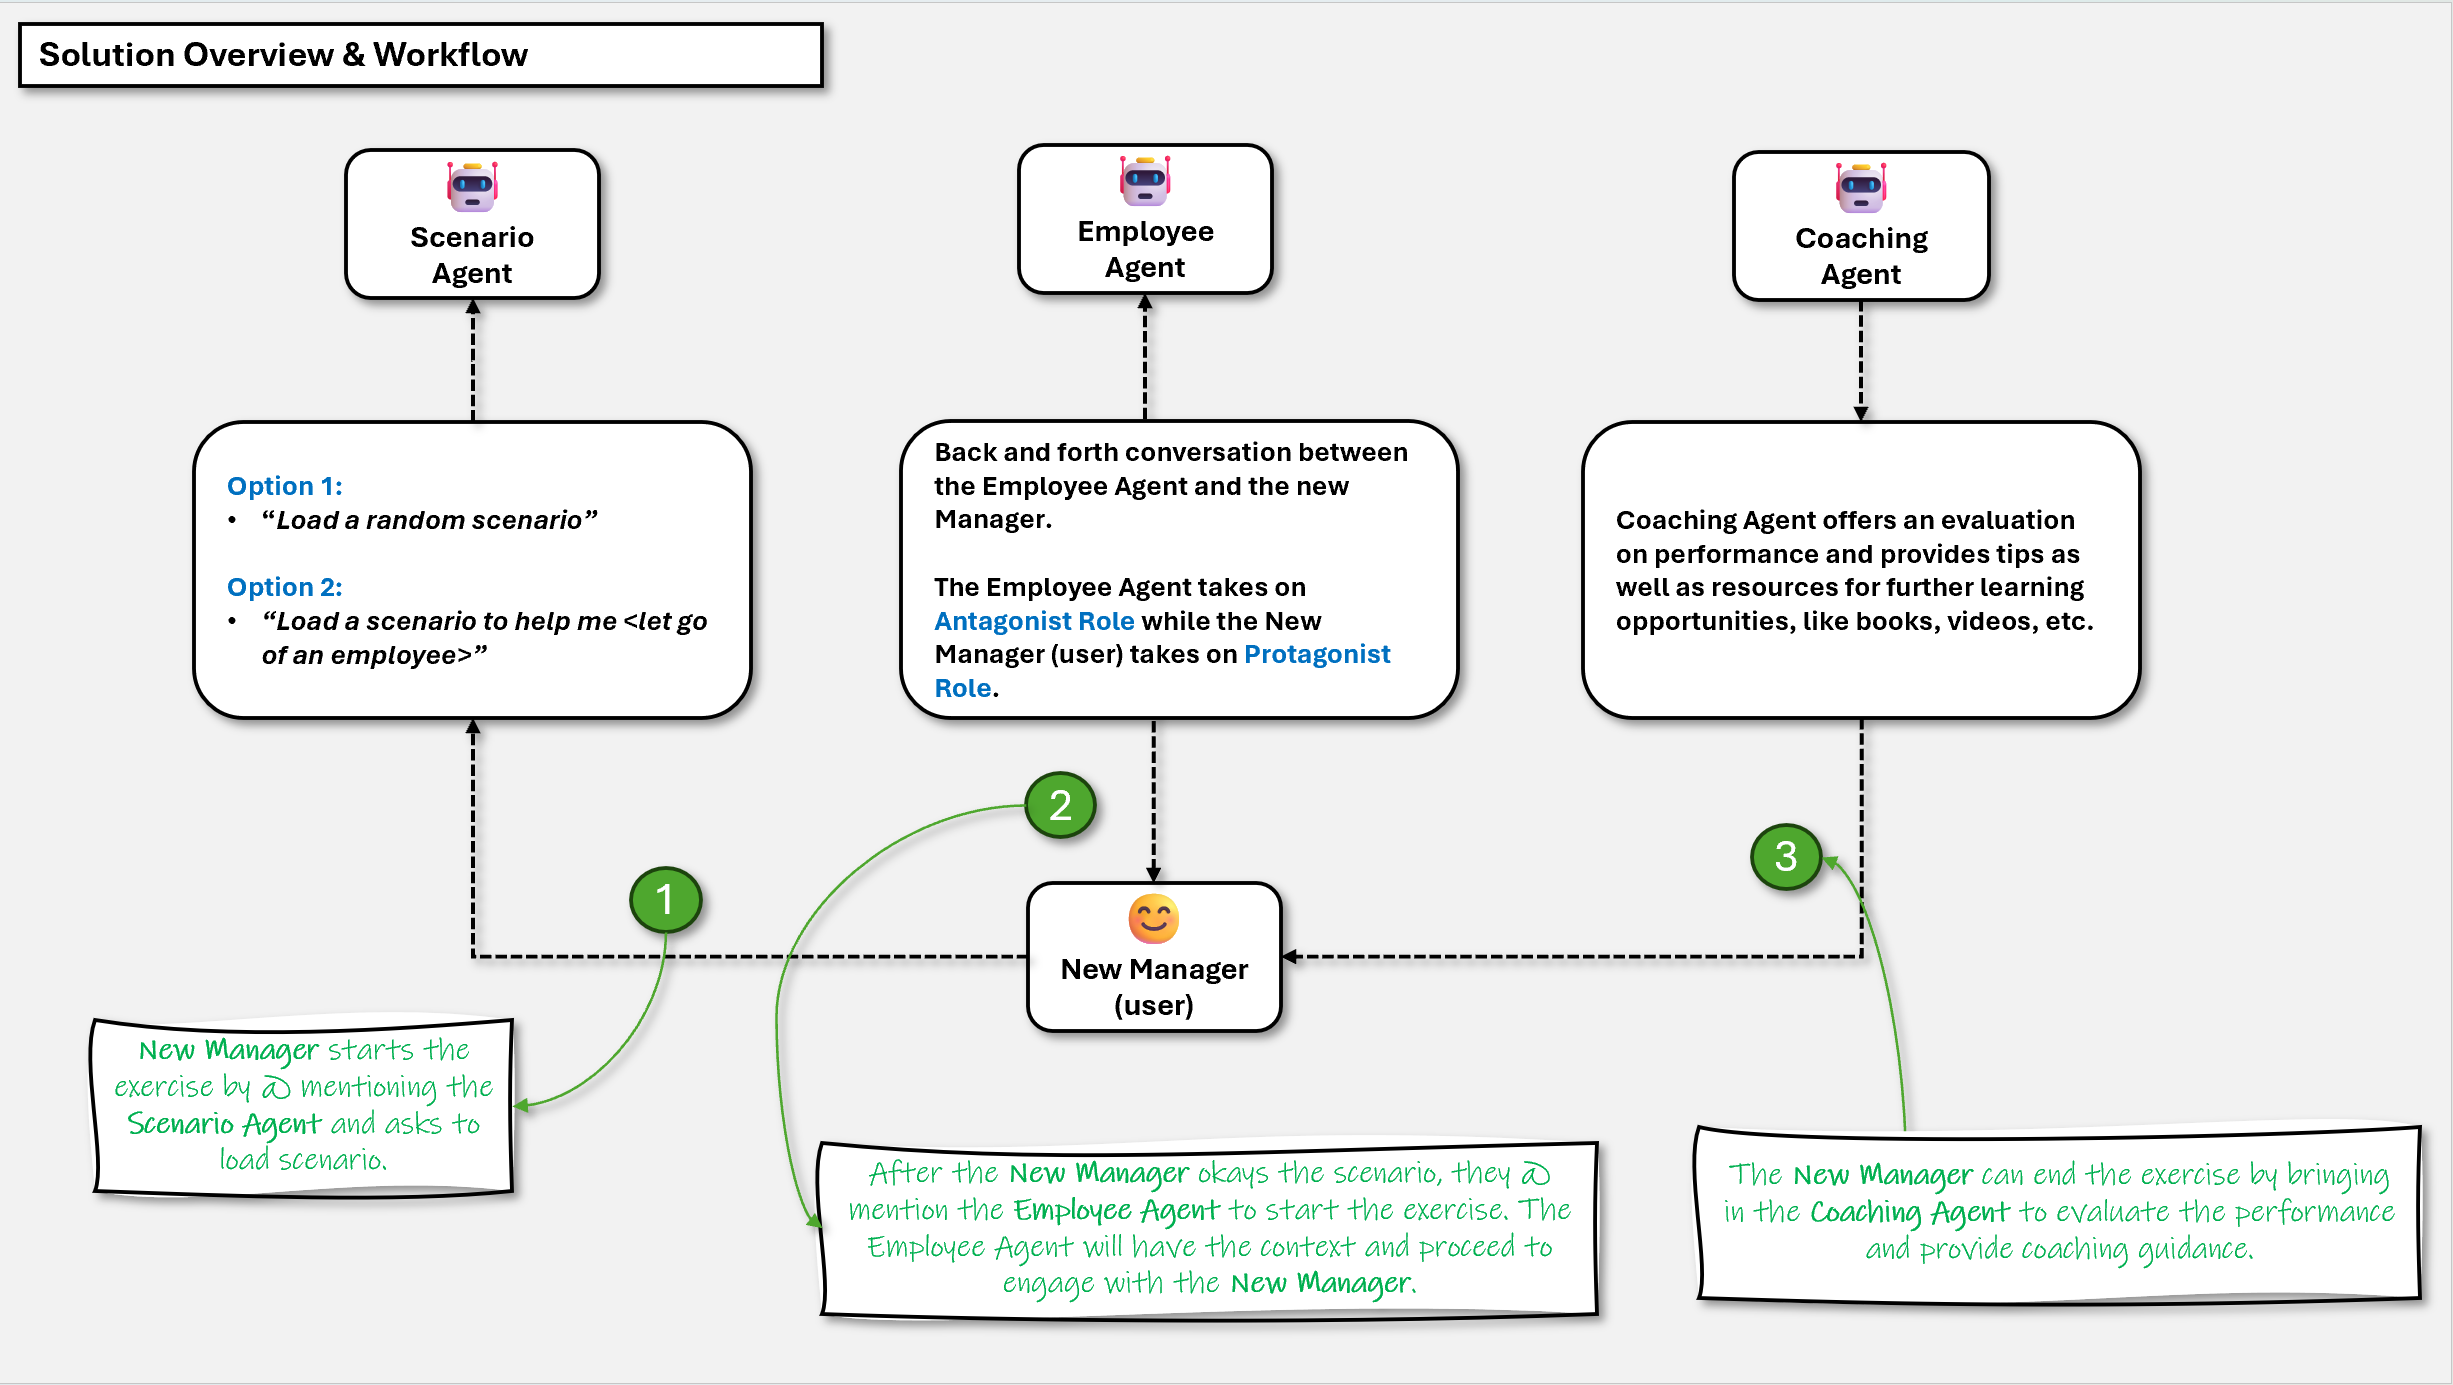 Solution Overview & Workflow
Scenario
Agent
Employee
Agent
Coaching
Agent
Option 1:
• “Load a random scenario”
Option 2:
• “Load a scenario to help me <let go
of an employee>”
Back and forth conversation between
the Employee Agent and the new
Manager.
The Employee Agent takes on
Antagonist Role while the New
Manager (user) takes on Protagonist
Role.
Coaching Agent offers an evaluation
on performance and provides tips as
well as resources for further learning
opportunities, like books, videos, etc.
1
2
3
New Manager
(user)
New Manager starts the
exercise by @ mentioning the
Scenario Agent and asks to
load scenario.
After the New Manager okays the scenario, they @
mention the Employee Agent to start the exercise. The
Employee Agent will have the context and proceed to
engage with the New Manager.
The New Manager can end the exercise by bringing
in the Coaching Agent to evaluate the performance
and provide coaching guidance.